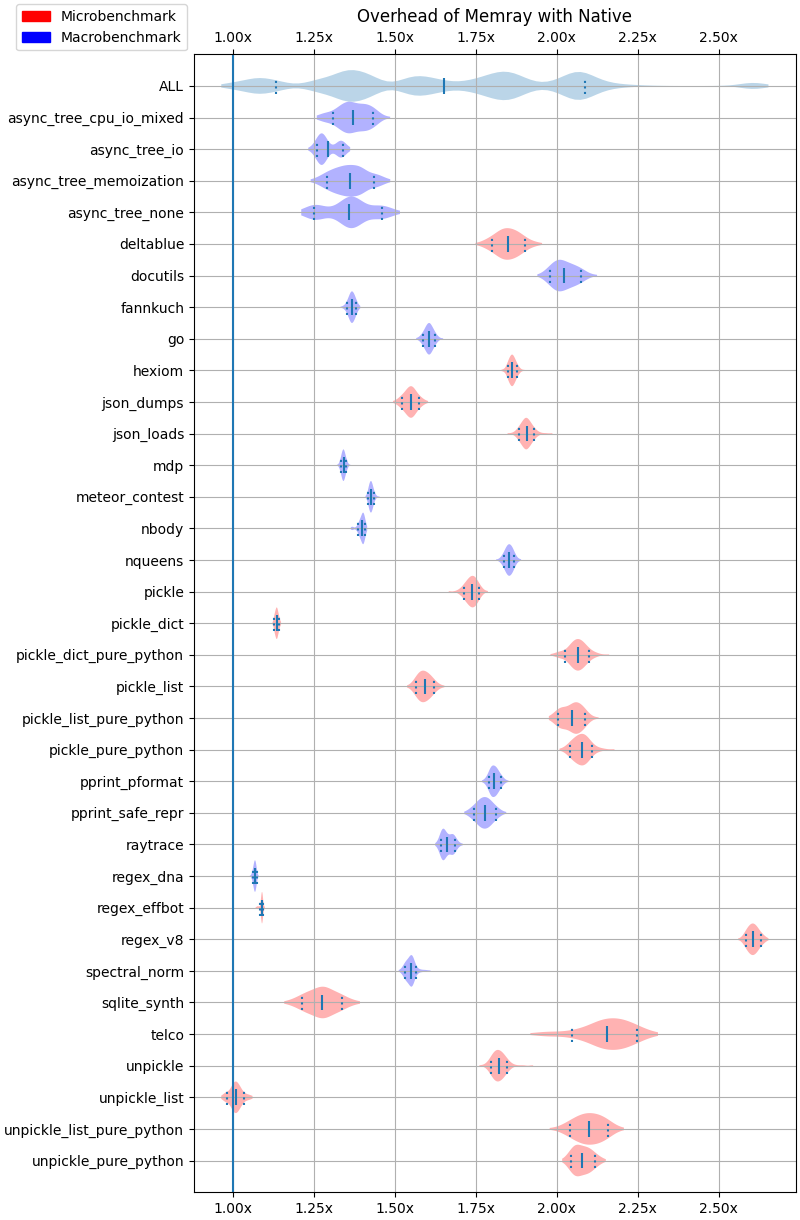 Microbenchmark
Macrobenchmark
Overhead of Memray with Native
1.00x 1.25x 1.50x 1.75x 2.00x 2.25x 2.50x
ALL
async_tree_cpu_io_mixed
async_tree_io
async_tree_memoization
async_tree_none
deltablue
docutils
fannkuch
go
hexiom
json_dumps
json_loads
mdp
meteor_contest
nbody
nqueens
pickle
pickle_dict
pickle_dict_pure_python
pickle_list
pickle_list_pure_python
pickle_pure_python
pprint_pformat
pprint_safe_repr
raytrace
regex_dna
regex_effbot
regex_v8
spectral_norm
sqlite_synth
telco
unpickle
unpickle_list
unpickle_list_pure_python
unpickle_pure_python
1.00x 1.25x 1.50x 1.75x 2.00x 2.25x 2.50x